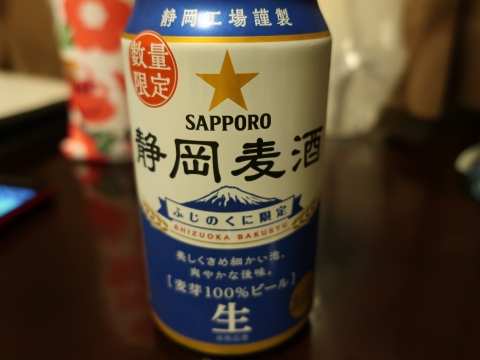 静岡工場謹製
数量
限定
SAPPORO
静岡麦酒
ふじのくに限定
SHIZUOKA BAKUSYU
美しくきめ細かい泡、
爽やかな後味。
[麦芽100%ビール]
生